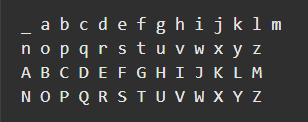 _ a b c d e f g h i j k l m
n o p q r s t u v w x y z
A B C D E F G H I J K L M
N O P Q R S T U V W X Y Z